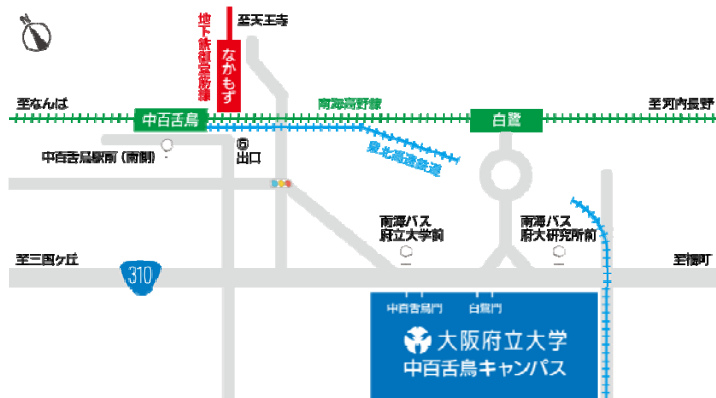 N
至天王寺
地下鉄御堂筋線
なかもず
至なんば
南海高野線
至河内長野
中百舌鳥
白鷺
中百舌鳥駅前(南側)
⑥
出口
泉北高速鉄道
南海バス
府立大学前
南海バス
府大研究所前
至三国ヶ丘
310
至橋町
中百舌鳥門
白鷺門
大阪府立大学
中百舌鳥キャンパス